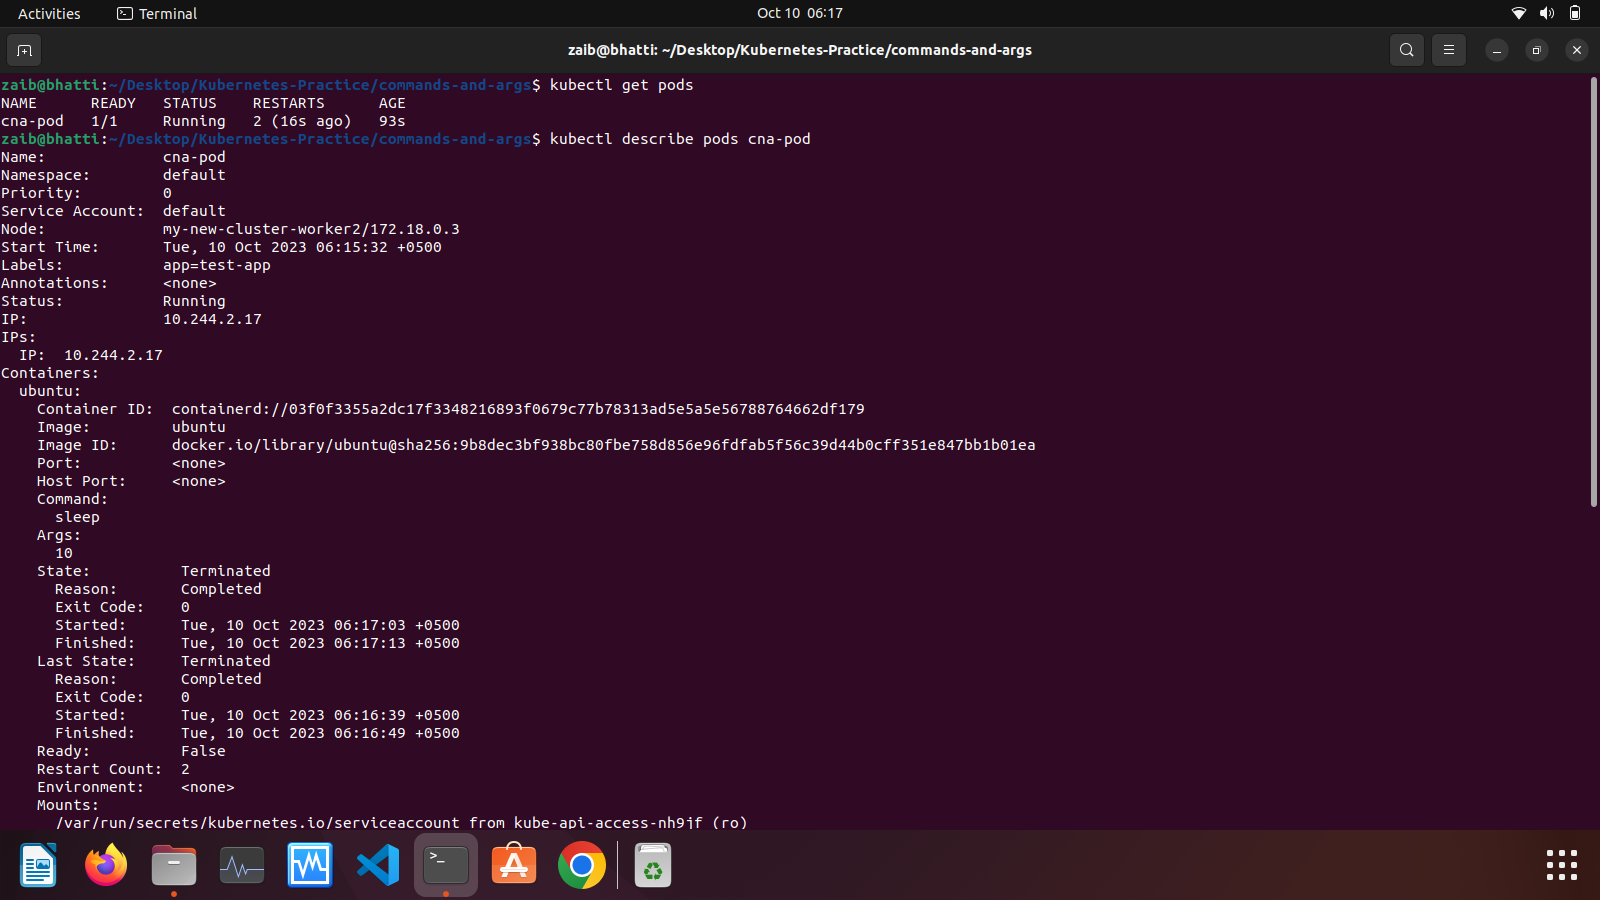 Activities Terminal Oct 10 06:17
zaib@bhatti: ~/Desktop/Kubernetes-Practice/commands-and-args
zaib@bhatti:~/Desktop/Kubernetes-Practice/commands-and-args$ kubectl get pods
NAME READY STATUS RESTARTS AGE
cna-pod 1/1 Running 2 (16s ago) 93s
zaib@bhatti:~/Desktop/Kubernetes-Practice/commands-and-args$ kubectl describe pods cna-pod
Name: cna-pod
Namespace: default
Priority: 0
Service Account: default
Node: my-new-cluster-worker2/172.18.0.3
Start Time: Tue, 10 Oct 2023 06:15:32 +0500
Labels: app=test-app
Annotations: <none>
Status: Running
IP: 10.244.2.17
IPs:
IP: 10.244.2.17
Containers:
ubuntu:
Container ID: containerd://03f0f3355a2dc17f3348216893f0679c77b78313ad5e5a5e56788764662df179
Image: ubuntu
Image ID: docker.io/library/ubuntu@sha256:9b8dec3bf938bc80fbe758d856e96fdfab5f56c39d44b0cff351e847bb1b01ea
Port: <none>
Host Port: <none>
Command:
sleep
Args:
10
State: Terminated
Reason: Completed
Exit Code: 0
Started: Tue, 10 Oct 2023 06:17:03 +0500
Finished: Tue, 10 Oct 2023 06:17:13 +0500
Last State: Terminated
Reason: Completed
Exit Code: 0
Started: Tue, 10 Oct 2023 06:16:39 +0500
Finished: Tue, 10 Oct 2023 06:16:49 +0500
Ready: False
Restart Count: 2
Environment: <none>
Mounts:
/var/run/secrets/kubernetes.io/serviceaccount from kube-api-access-nh9jf (ro)